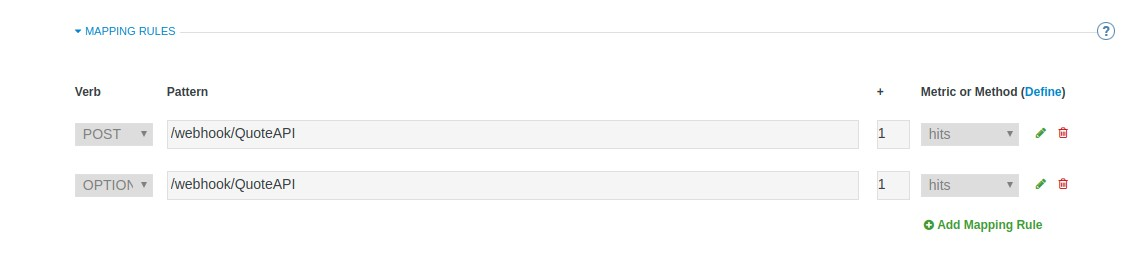 MAPPING RULES ?
Verb Pattern + Metric or Method (Define)
POST /webhook/QuoteAPI 1 hits
OPTION /webhook/QuoteAPI 1 hits
Add Mapping Rule